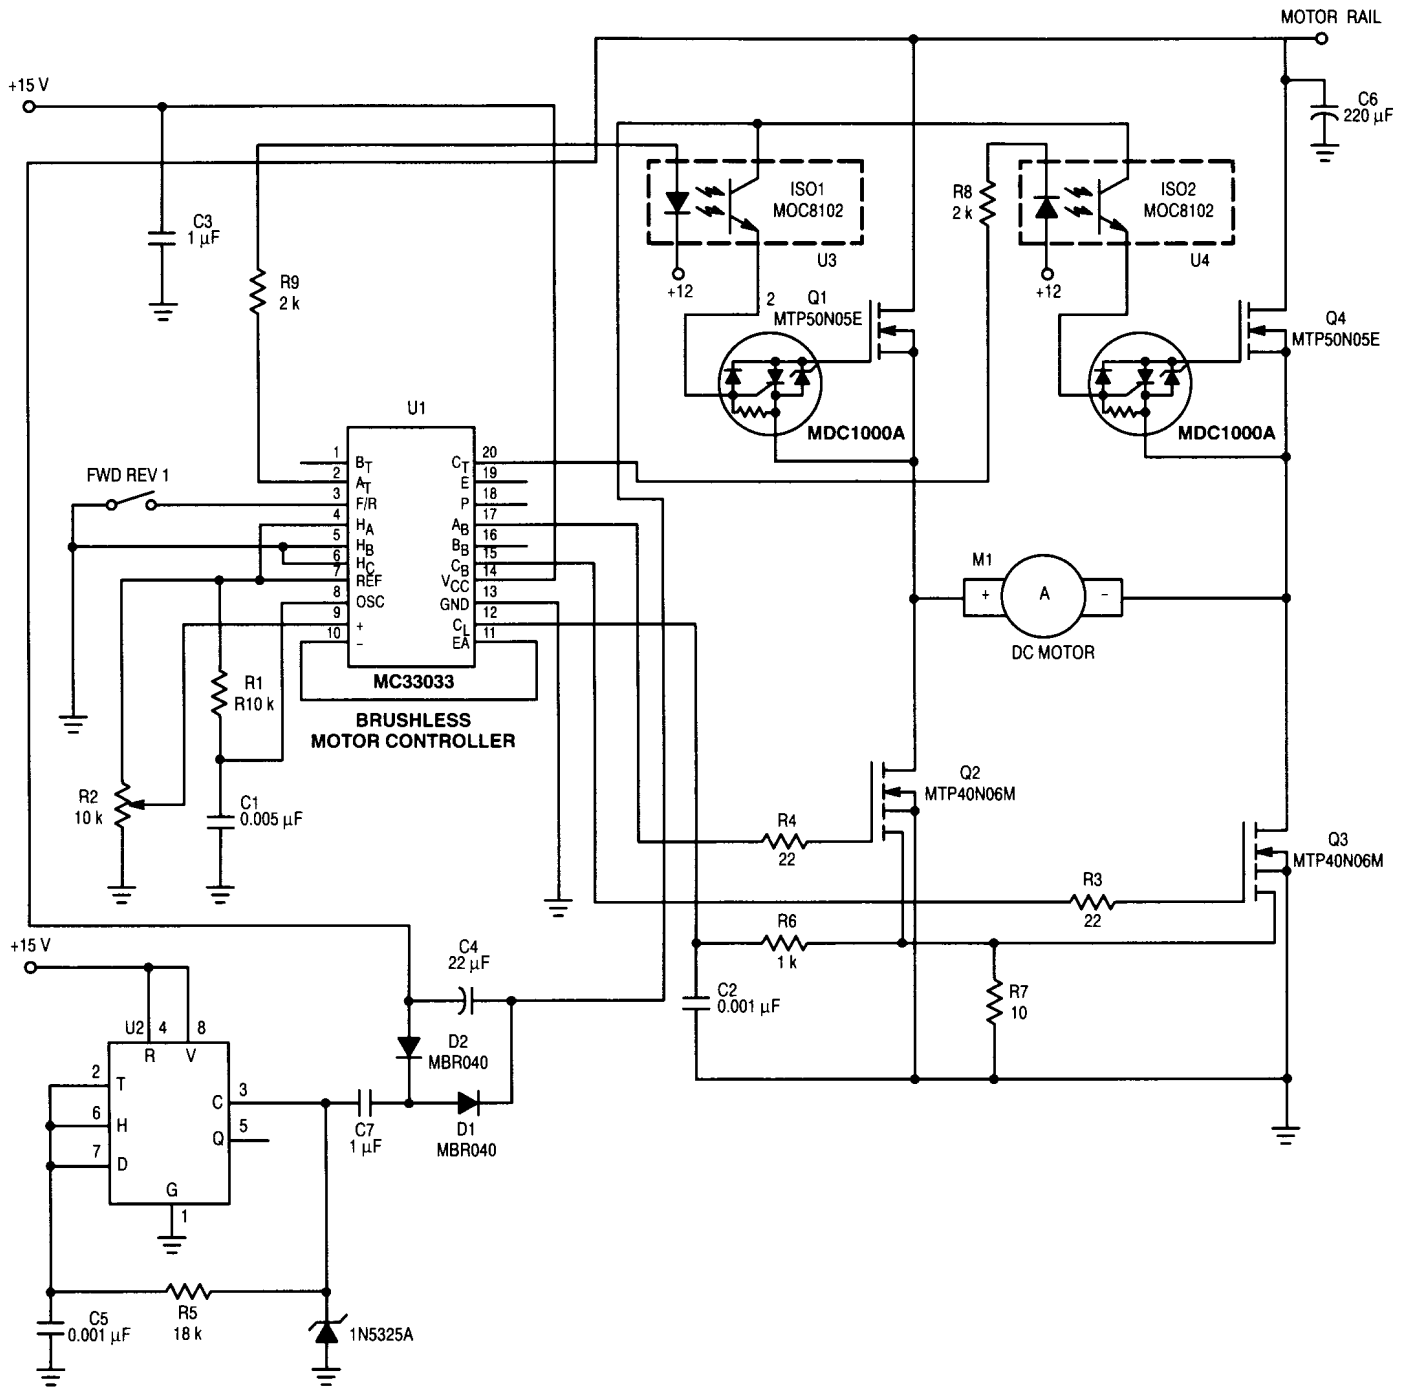 MOTOR RAIL
+15 V
C6
220 µF
C3
1 µF
R9
2 k
ISO1
MOC8102
U3
+12
R8
2 k
ISO2
MOC8102
U4
+12
2
Q1
MTP50N05E
Q4
MTP50N05E
MDC1000A
MDC1000A
U1
FWD REV 1
1
2
3
4
5
6
7
8
9
10
BT
AT
F/R
HA
HB
HC
REF
OSC
+
–
CT
E
P
AB
BB
CB
VCC
GND
CL
EA
20
19
18
17
16
15
14
13
12
11
MC33033
BRUSHLESS
MOTOR CONTROLLER
M1
+
A
–
DC MOTOR
R1
R10 k
R2
10 k
C1
0.005 µF
Q2
MTP40N06M
R4
22
Q3
MTP40N06M
R3
22
R6
1 k
C2
0.001 µF
R7
10
+15 V
C4
22 µF
D2
MBR040
D1
MBR040
C7
1 µF
U2
4
8
R
V
2
T
6
H
7
D
C
3
Q
5
G
1
C5
0.001 µF
R5
18 k
1N5325A